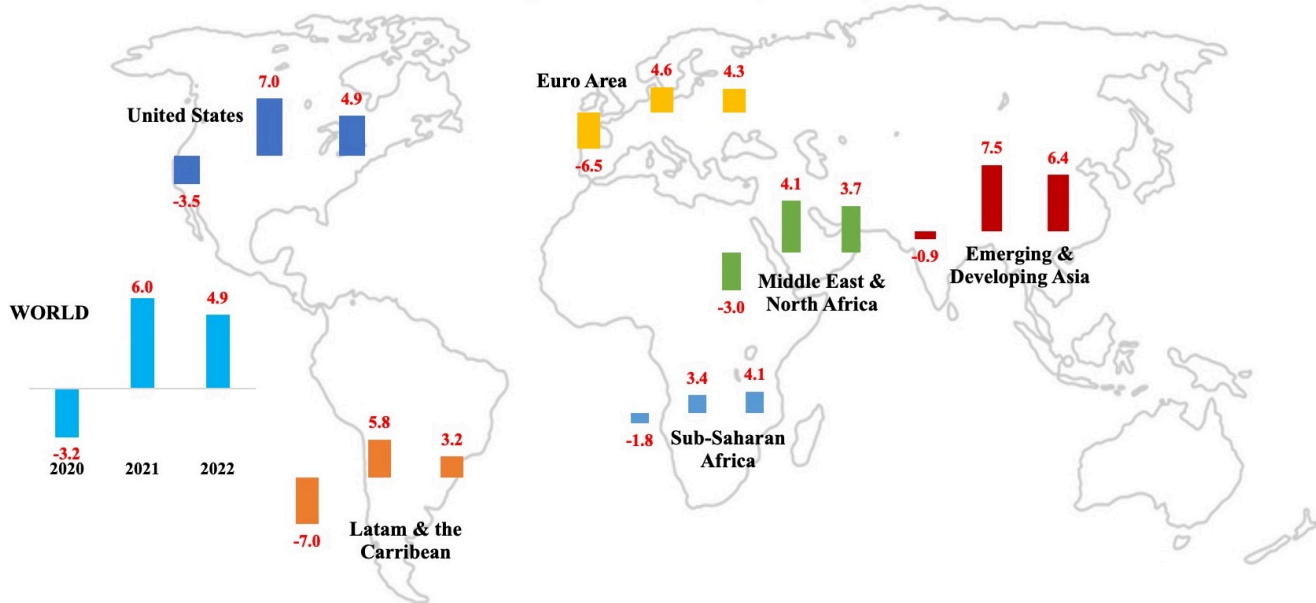 United States
-3.5
7.0
4.9
Euro Area
-6.5
4.6
4.3
Middle East &
North Africa
-3.0
4.1
3.7
Emerging &
Developing Asia
-0.9
7.5
6.4
WORLD
-3.2
6.0
4.9
2020
2021
2022
Latam & the
Carribean
-7.0
5.8
3.2
Sub-Saharan
Africa
-1.8
3.4
4.1